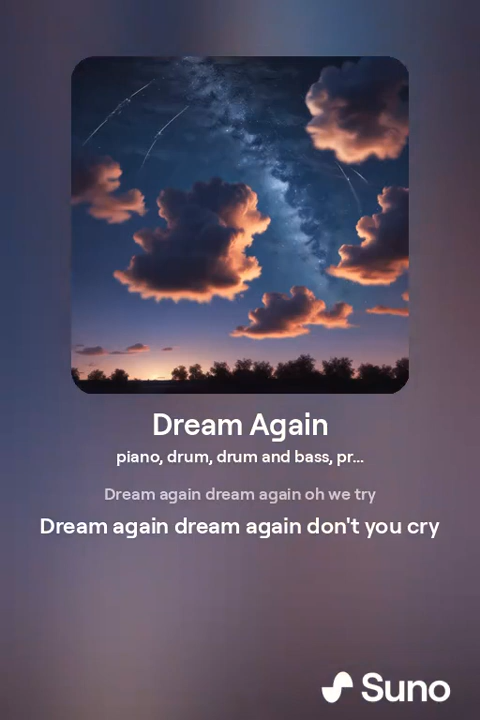 Dream Again
piano, drum, drum and bass, pr...
Dream again dream again oh we try
Dream again dream again don't you cry
Suno